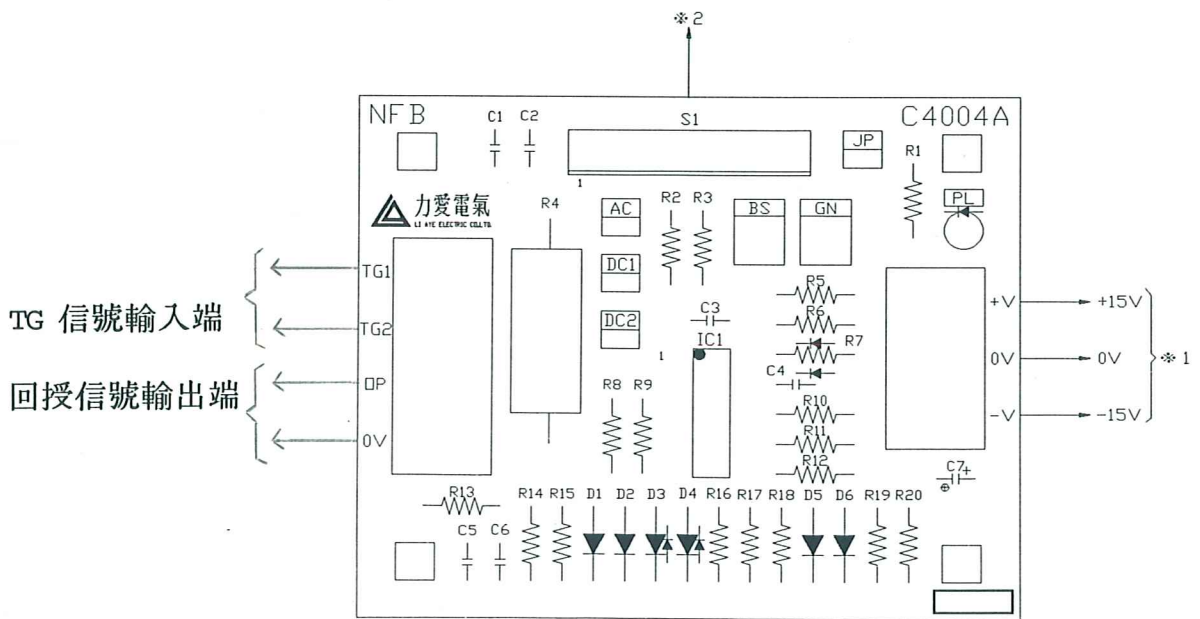 ※2
NFB
C1
C2
S1
C4004A
JP
R1
1
PL
力愛電氣
LI AYE ELECTRIC CO.,LTD.
R4
AC
R2
R3
BS
GN
TG1
DC1
TG 信號輸入端
TG2
DC2
R5
R6
R7
C3
IC1
1
C4
+V
+15V
0V
0V
※1
-V
-15V
回授信號輸出端
OP
0V
R8
R9
R10
R11
R12
C7+
R13
C5
C6
R14
R15
D1
D2
D3
D4
R16
R17
R18
D5
D6
R19
R20